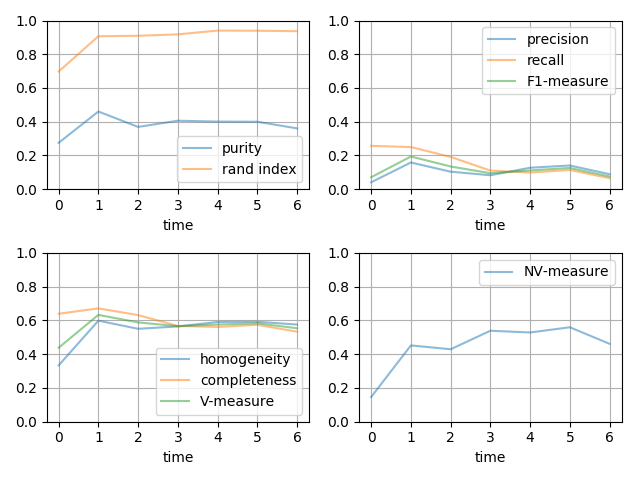 1.0
0.8
0.6
0.4
0.2
0.0
purity
rand index
0 1 2 3 4 5 6
time
1.0
0.8
0.6
0.4
0.2
0.0
precision
recall
F1-measure
0 1 2 3 4 5 6
time
1.0
0.8
0.6
0.4
0.2
0.0
homogeneity
completeness
V-measure
0 1 2 3 4 5 6
time
1.0
0.8
0.6
0.4
0.2
0.0
NV-measure
0 1 2 3 4 5 6
time